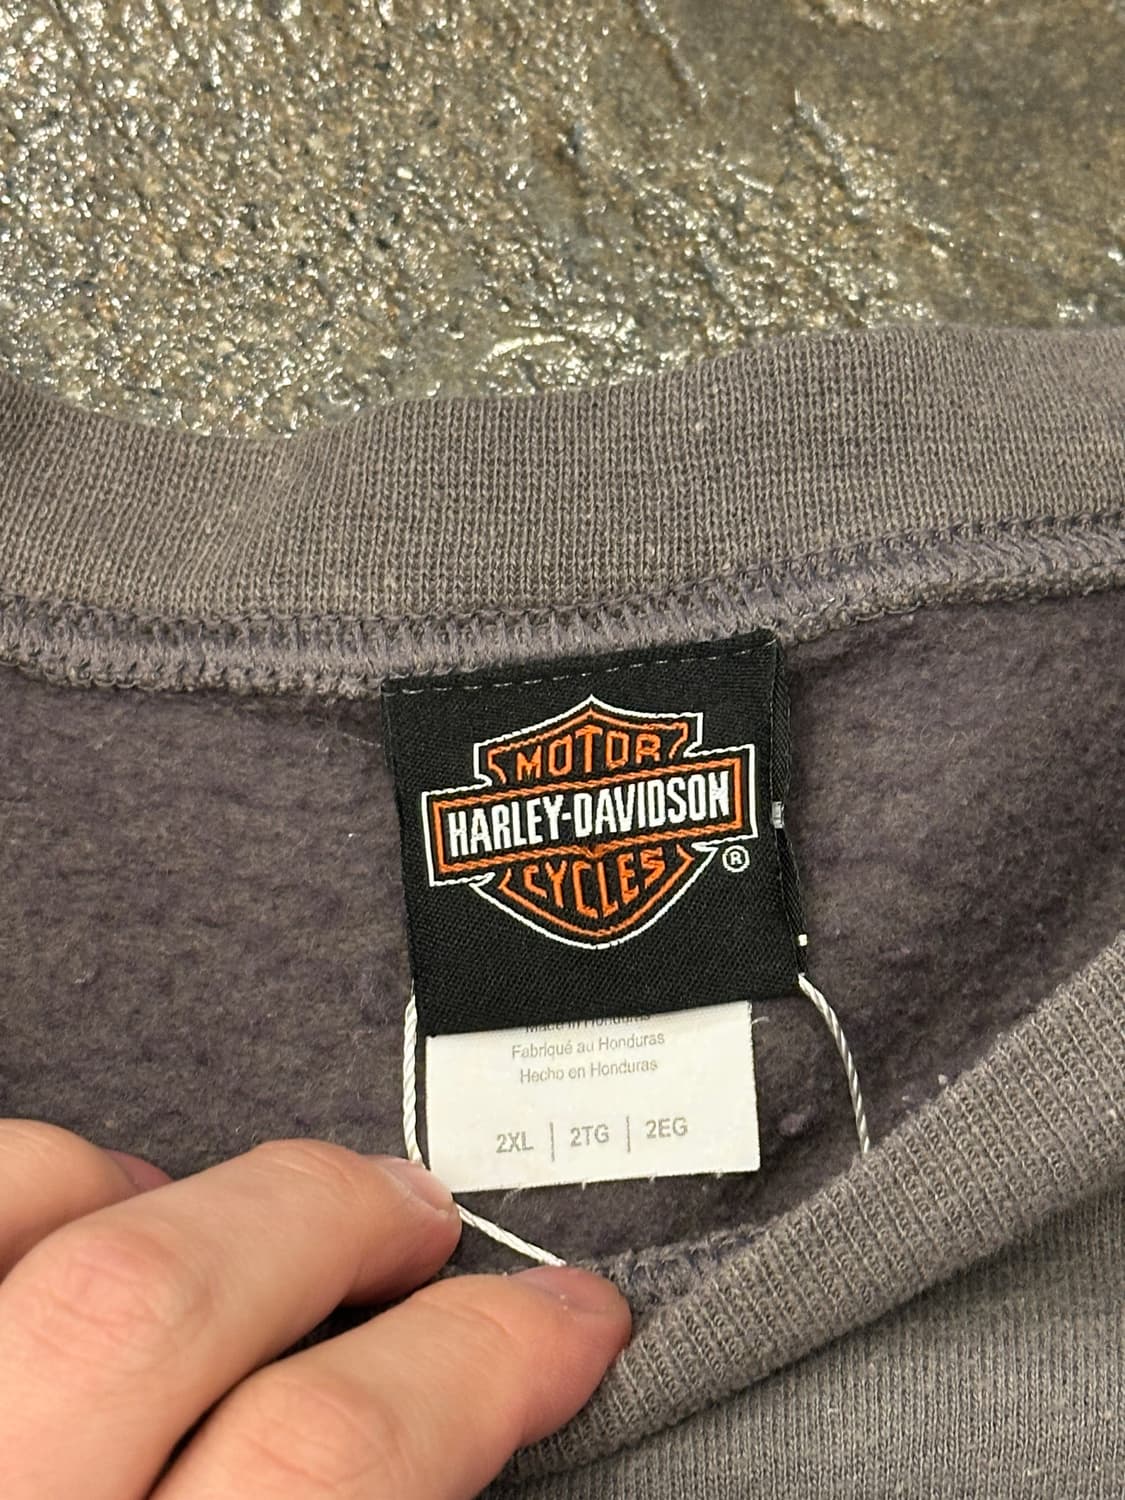 MOTOR
HARLEY-DAVIDSON
CYCLES
®
Made in Honduras
Fabriqué au Honduras
Hecho en Honduras
2XL | 2TG | 2EG